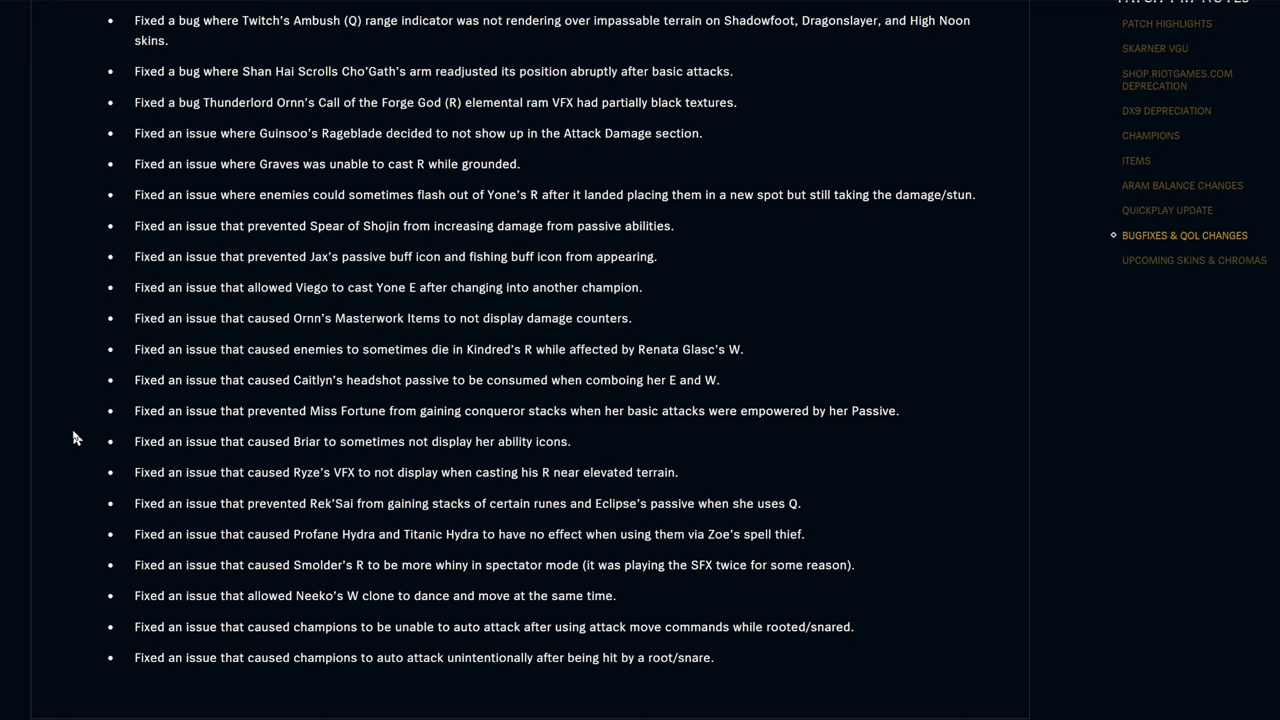 Fixed a bug where Twitch's Ambush (Q) range indicator was not rendering over impassable terrain on Shadowfoot, Dragonslayer, and High Noon
skins.
Fixed a bug where Shan Hai Scrolls Cho'Gath's arm readjusted its position abruptly after basic attacks.
Fixed a bug Thunderlord Ornn's Call of the Forge God (R) elemental ram VFX had partially black textures.
Fixed an issue where Guinsoo's Rageblade decided to not show up in the Attack Damage section.
Fixed an issue where Graves was unable to cast R while grounded.
Fixed an issue where enemies could sometimes flash out of Yone's R after it landed placing them in a new spot but still taking the damage/stun.
Fixed an issue that prevented Spear of Shojin from increasing damage from passive abilities.
Fixed an issue that prevented Jax's passive buff icon and fishing buff icon from appearing.
Fixed an issue that allowed Viego to cast Yone E after changing into another champion.
Fixed an issue that caused Ornn's Masterwork Items to not display damage counters.
Fixed an issue that caused enemies to sometimes die in Kindred's R while affected by Renata Glasc's W.
Fixed an issue that caused Caitlyn's headshot passive to be consumed when comboing her E and W.
Fixed an issue that prevented Miss Fortune from gaining conqueror stacks when her basic attacks were empowered by her Passive.
Fixed an issue that caused Briar to sometimes not display her ability icons.
Fixed an issue that caused Ryze's VFX to not display when casting his R near elevated terrain.
Fixed an issue that prevented Rek'Sai from gaining stacks of certain runes and Eclipse's passive when she uses Q.
Fixed an issue that caused Profane Hydra and Titanic Hydra to have no effect when using them via Zoe's spell thief.
Fixed an issue that caused Smolder's R to be more whiny in spectator mode (it was playing the SFX twice for some reason).
Fixed an issue that allowed Neeko's W clone to dance and move at the same time.
Fixed an issue that caused champions to be unable to auto attack after using attack move commands while rooted/snared.
Fixed an issue that caused champions to auto attack unintentionally after being hit by a root/snare.
PATCH HIGHLIGHTS
SKARNER VGU
SHOP.RIOTGAMES.COM
DEPRECATION
DX9 DEPRECIATION
CHAMPIONS
ITEMS
ARAM BALANCE CHANGES
QUICKPLAY UPDATE
BUGFIXES & QOL CHANGES
UPCOMING SKINS & CHROMAS